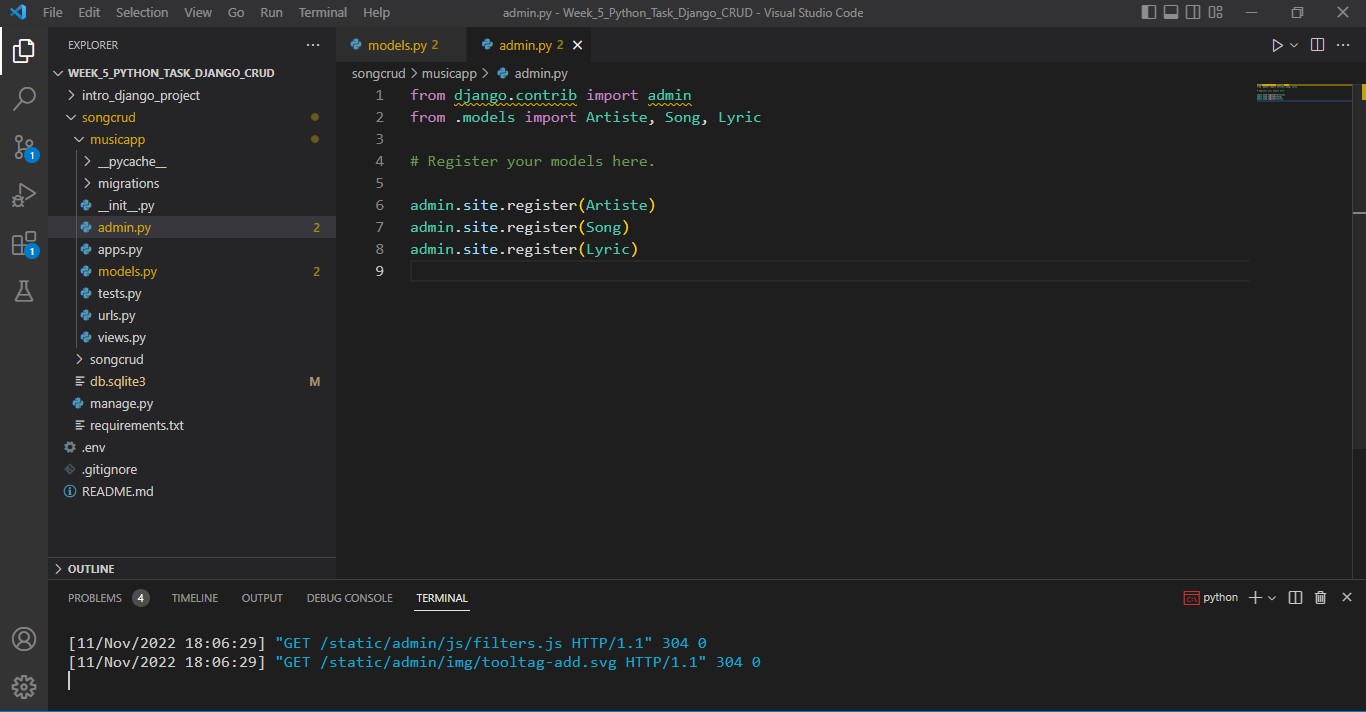 File Edit Selection View Go Run Terminal Help admin.py - Week_5_Python_Task_Django_CRUD - Visual Studio Code
EXPLORER
WEEK_5_PYTHON_TASK_DJANGO_CRUD
intro_django_project
songcrud
musicapp
__pycache__
migrations
__init__.py
admin.py 2
apps.py
models.py 2
tests.py
urls.py
views.py
songcrud
db.sqlite3 M
manage.py
requirements.txt
.env
.gitignore
README.md
OUTLINE
1
1
models.py 2 admin.py 2
songcrud > musicapp > admin.py
1 from django.contrib import admin
2 from .models import Artiste, Song, Lyric
3
4 # Register your models here.
5
6 admin.site.register(Artiste)
7 admin.site.register(Song)
8 admin.site.register(Lyric)
9
PROBLEMS 4 TIMELINE OUTPUT DEBUG CONSOLE TERMINAL python
[11/Nov/2022 18:06:29] "GET /static/admin/js/filters.js HTTP/1.1" 304 0
[11/Nov/2022 18:06:29] "GET /static/admin/img/tooltag-add.svg HTTP/1.1" 304 0